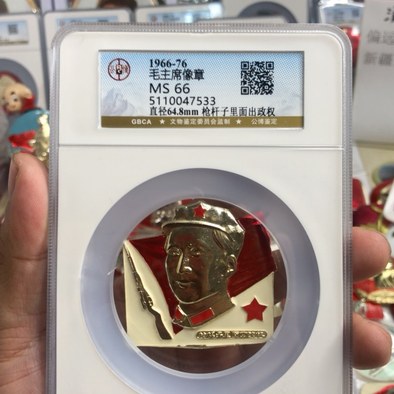 1966-76
毛主席像章
MS 66
5110047533
直径64.8mm 枪杆子里面出政权
GBCA ★ 文物鉴定委员会监制 ★ 公博鉴定